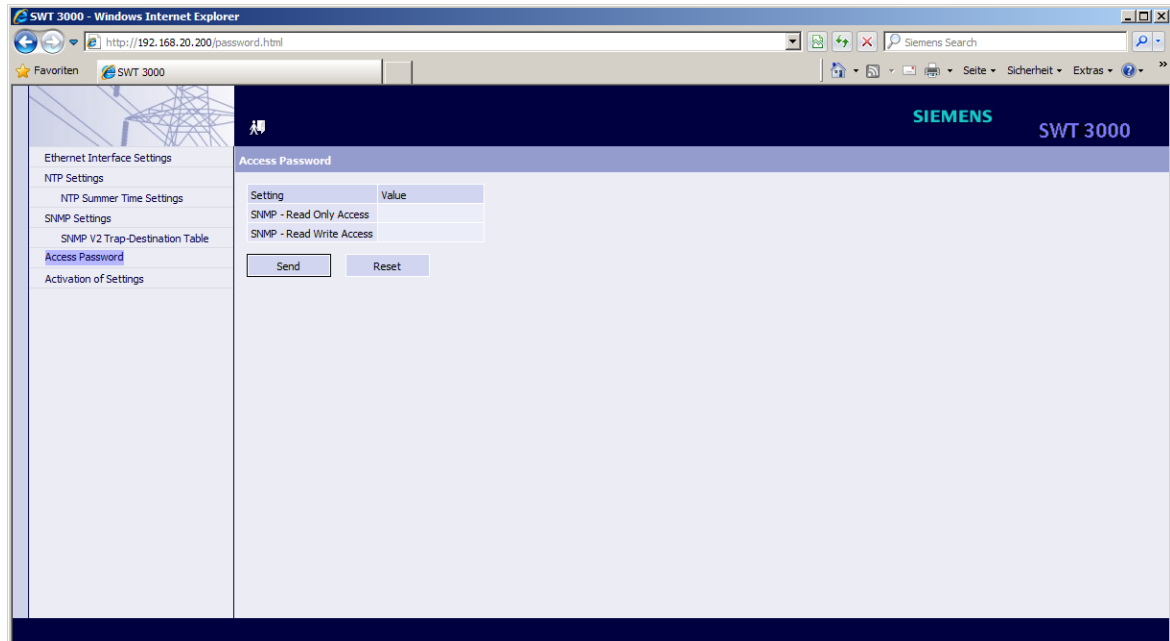 SWT 3000 - Windows Internet Explorer
http://192.168.20.200/password.html
Siemens Search
Favoriten
SWT 3000
Seite
Sicherheit
Extras
»
SIEMENS
SWT 3000
Ethernet Interface Settings
NTP Settings
NTP Summer Time Settings
SNMP Settings
SNMP V2 Trap-Destination Table
Access Password
Activation of Settings
Access Password
Setting Value
SNMP - Read Only Access
SNMP - Read Write Access
Send Reset